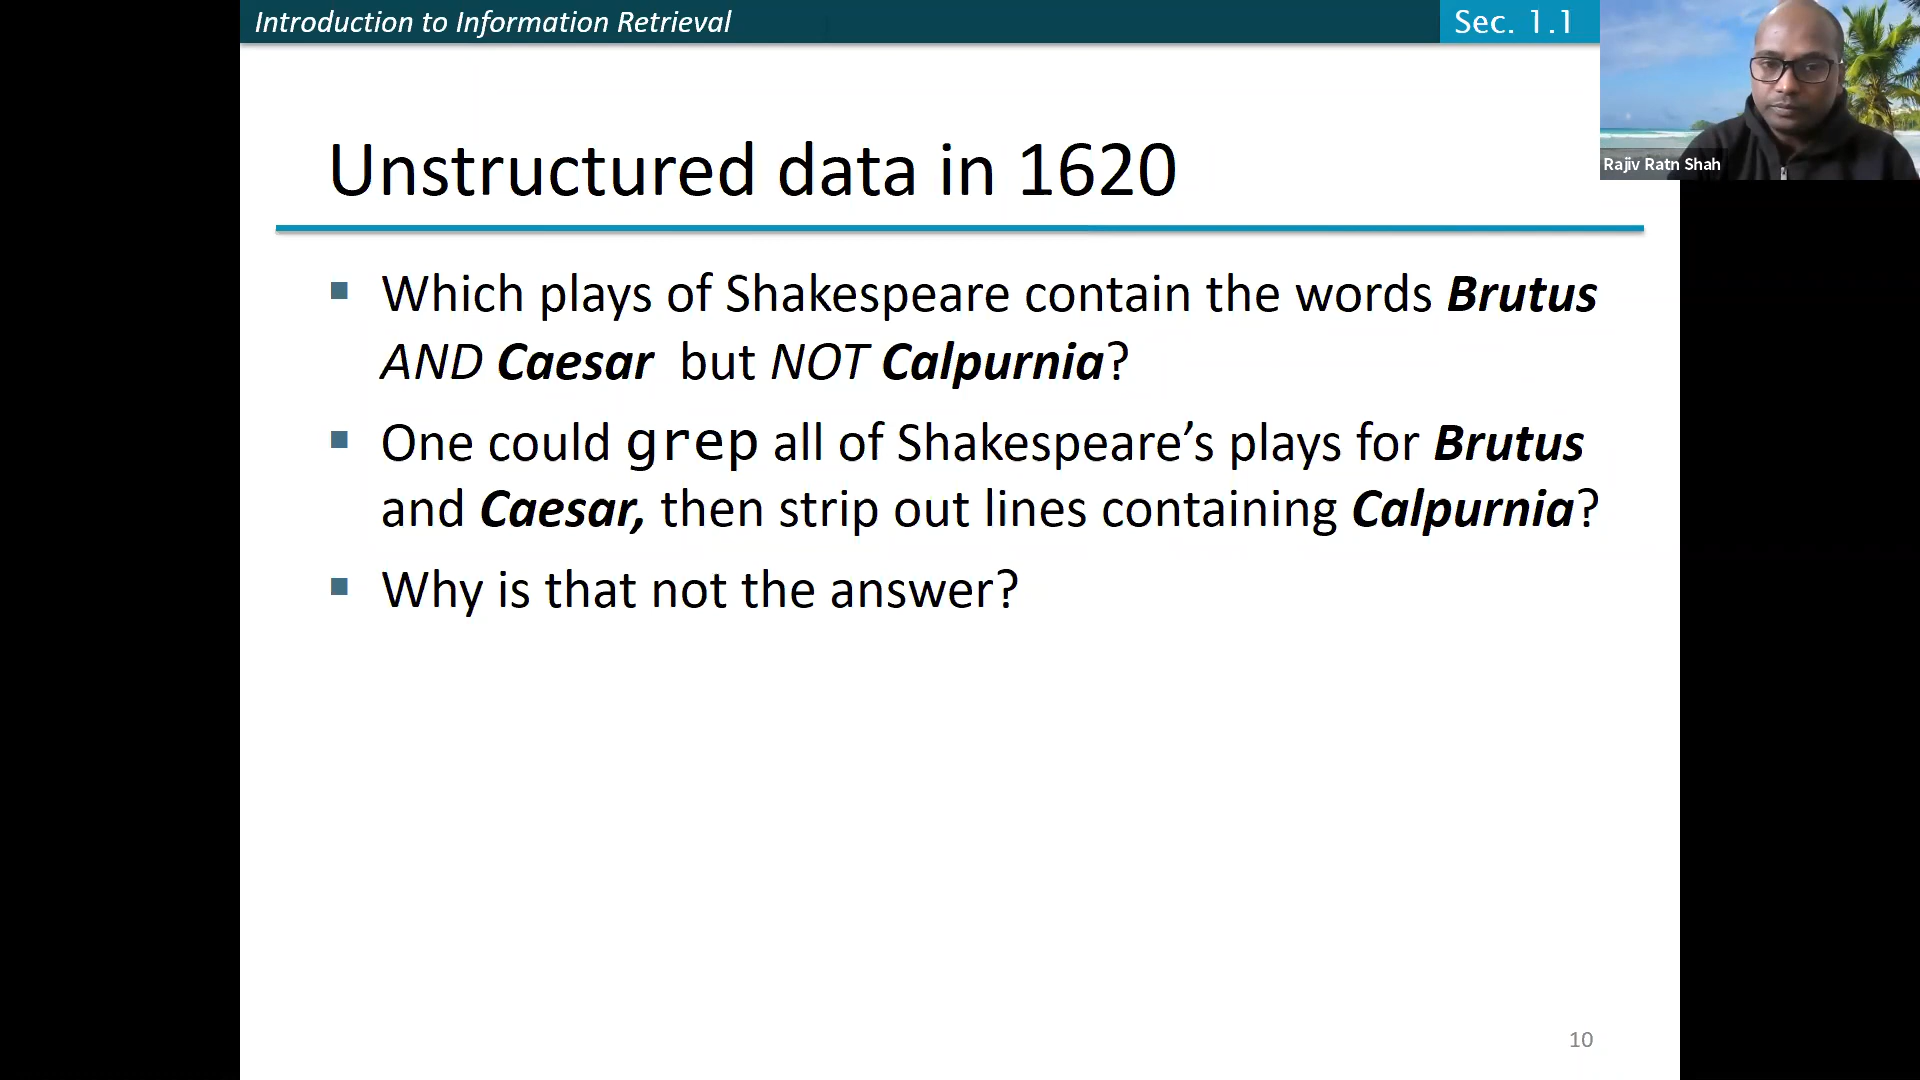 Introduction to Information Retrieval
Sec. 1.1
Rajiv Ratn Shah
Unstructured data in 1620
Which plays of Shakespeare contain the words Brutus
AND Caesar but NOT Calpurnia?
One could grep all of Shakespeare’s plays for Brutus
and Caesar, then strip out lines containing Calpurnia?
Why is that not the answer?
10